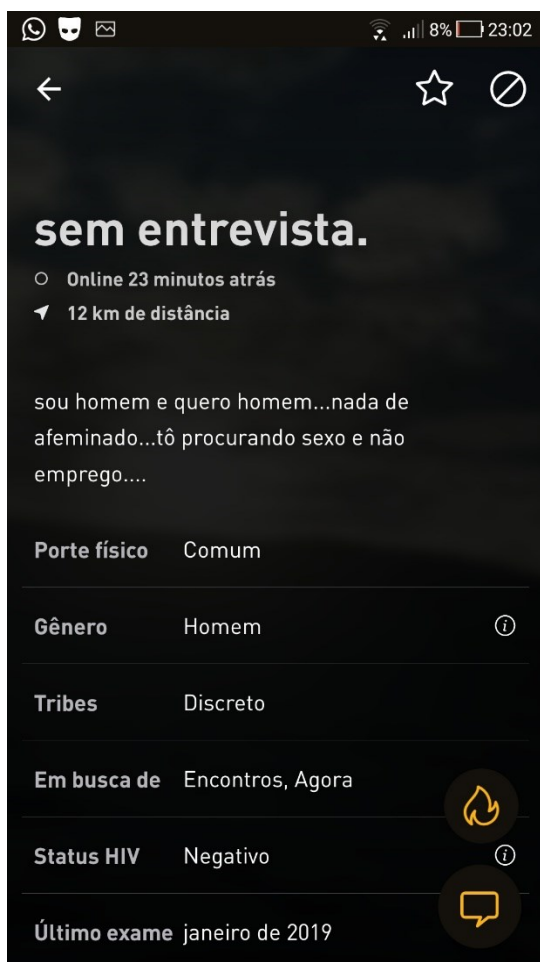 8% 23:02
sem entrevista.
Online 23 minutos atrás
12 km de distância
sou homem e quero homem...nada de
afeminado...tô procurando sexo e não
emprego....
Porte físico Comum
Gênero Homem
Tribes Discreto
Em busca de Encontros, Agora
Status HIV Negativo
Último exame janeiro de 2019